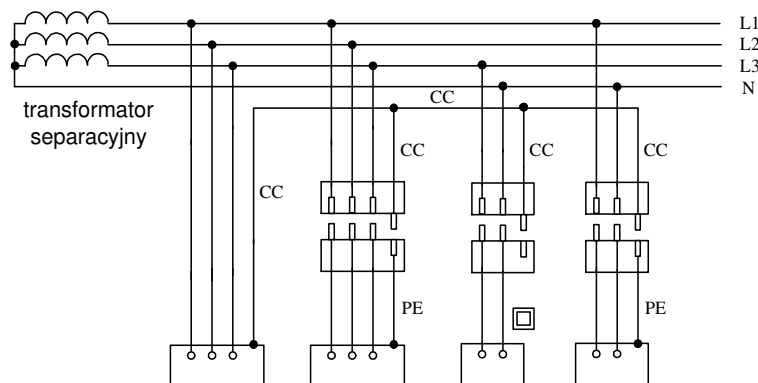 L1
L2
L3
N
transformator
separacyjny
CC
CC
CC
CC
CC
PE
PE